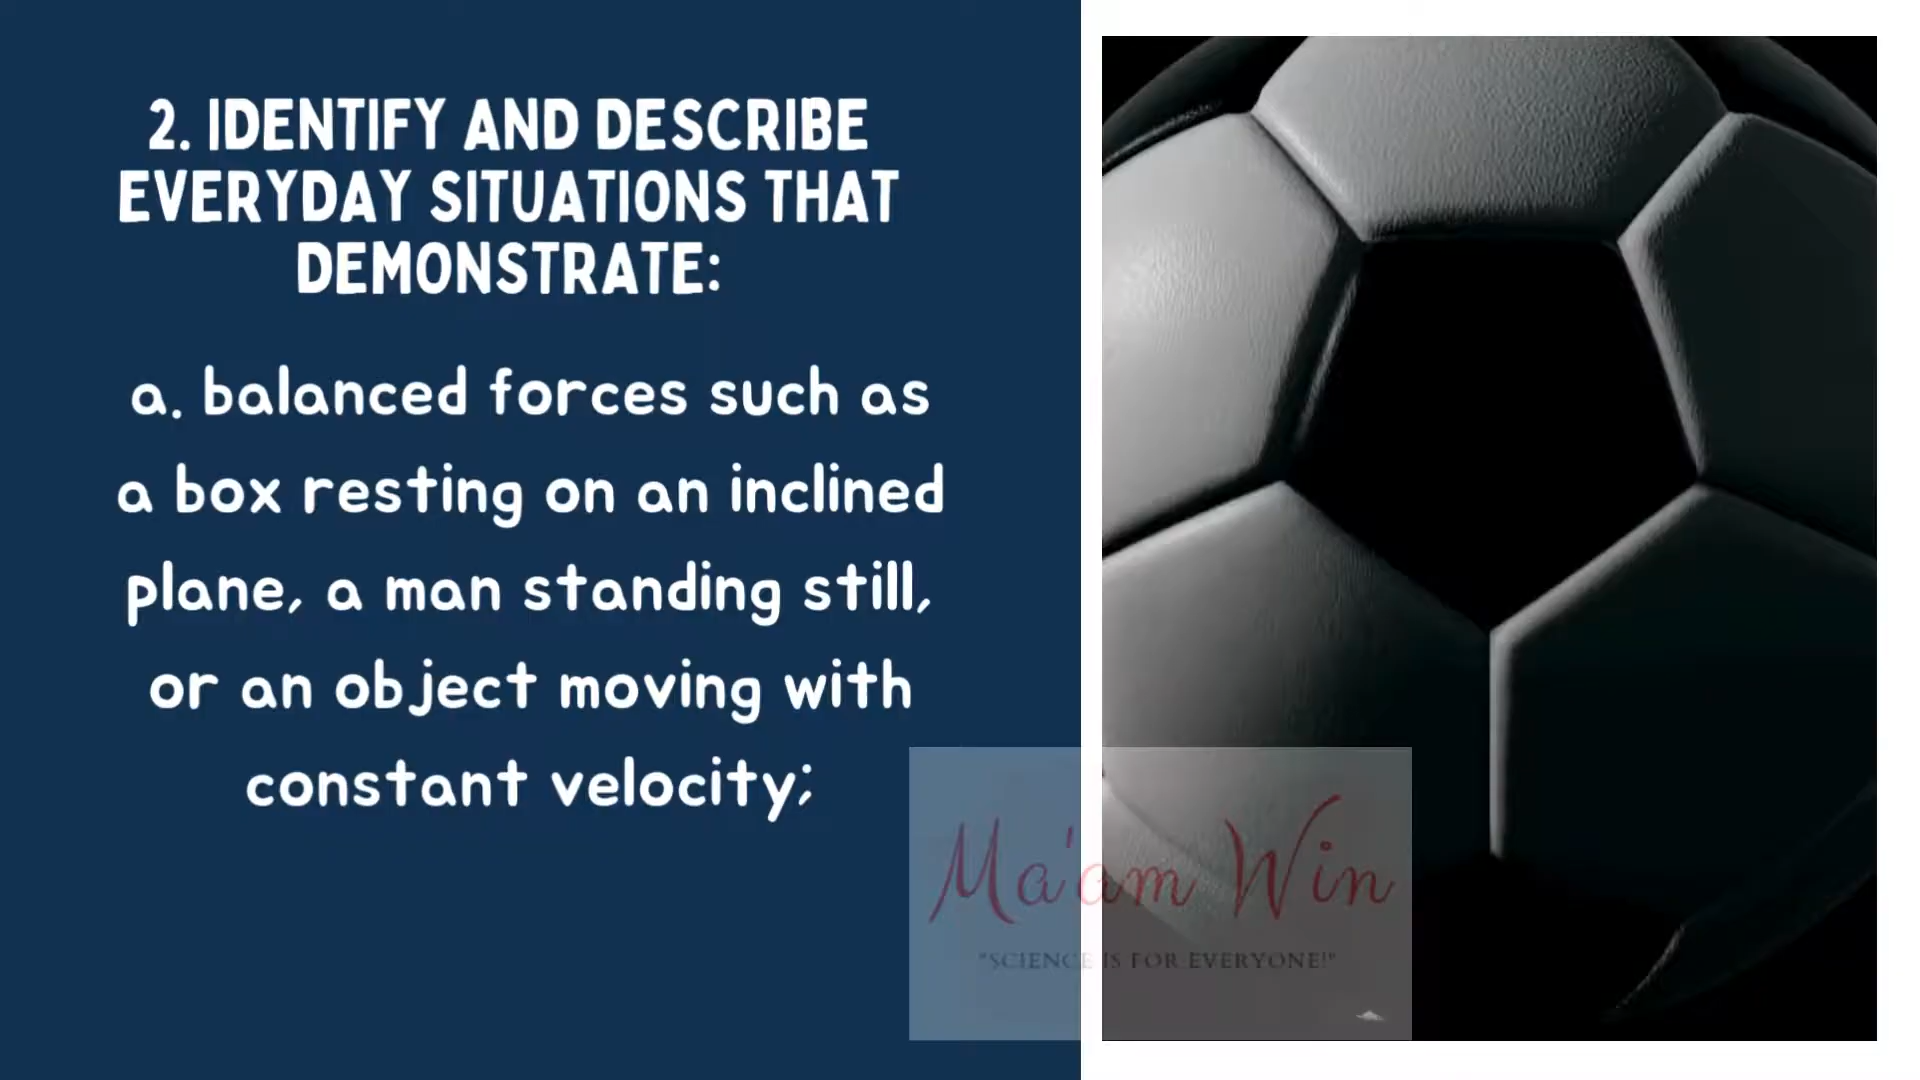 2. IDENTIFY AND DESCRIBE
EVERYDAY SITUATIONS THAT
DEMONSTRATE:
a. balanced forces such as
a box resting on an inclined
plane, a man standing still,
or an object moving with
constant velocity;
Ma'am Win
"SCIENCE IS FOR EVERYONE!"